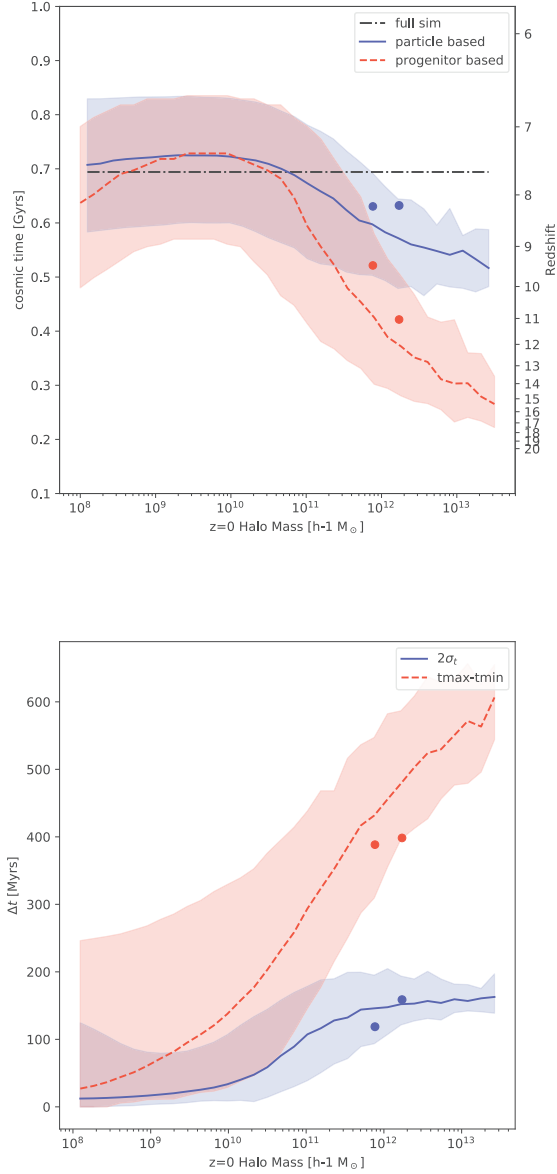 1.0
0.9
0.8
0.7
0.6
0.5
0.4
0.3
0.2
0.1
cosmic time [Gyrs]
full sim
particle based
progenitor based
6
7
8
9
10
11
12
13
14
15
16
17
18
19
20
Redshift
10⁸ 10⁹ 10¹⁰ 10¹¹ 10¹² 10¹³
z=0 Halo Mass [h-1 M☉]
2σₜ
tmax-tmin
600
500
400
300
200
100
0
Δt [Myrs]
10⁸ 10⁹ 10¹⁰ 10¹¹ 10¹² 10¹³
z=0 Halo Mass [h-1 M☉]